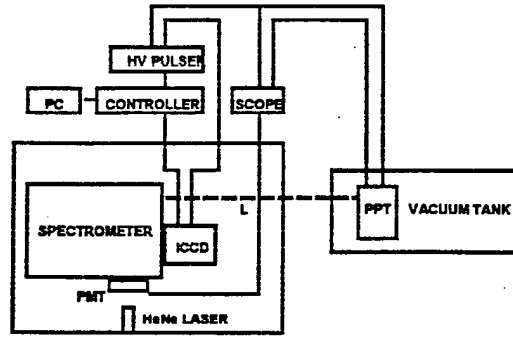 HV PULSER
PC
CONTROLLER
SCOPE
L
PPT
VACUUM TANK
SPECTROMETER
ICCD
PMT
HeNe LASER